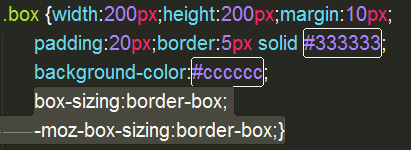 .box {width:200px;height:200px;margin:10px;
padding:20px;border:5px solid #333333;
background-color:#cccccc;
box-sizing:border-box;
-moz-box-sizing:border-box;}